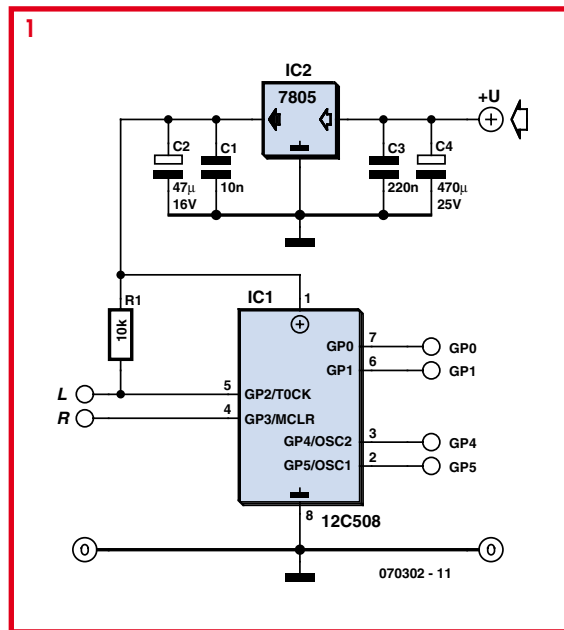 1
IC2
7805
+U
C2
47µ
16V
C1
10n
C3
220n
C4
470µ
25V
R1
10k
IC1
1
L
R
5
4
GP2/T0CK
GP3/MCLR
GP0
GP1
GP4/OSC2
GP5/OSC1
7
6
3
2
GP0
GP1
GP4
GP5
8
12C508
0
0
070302 - 11